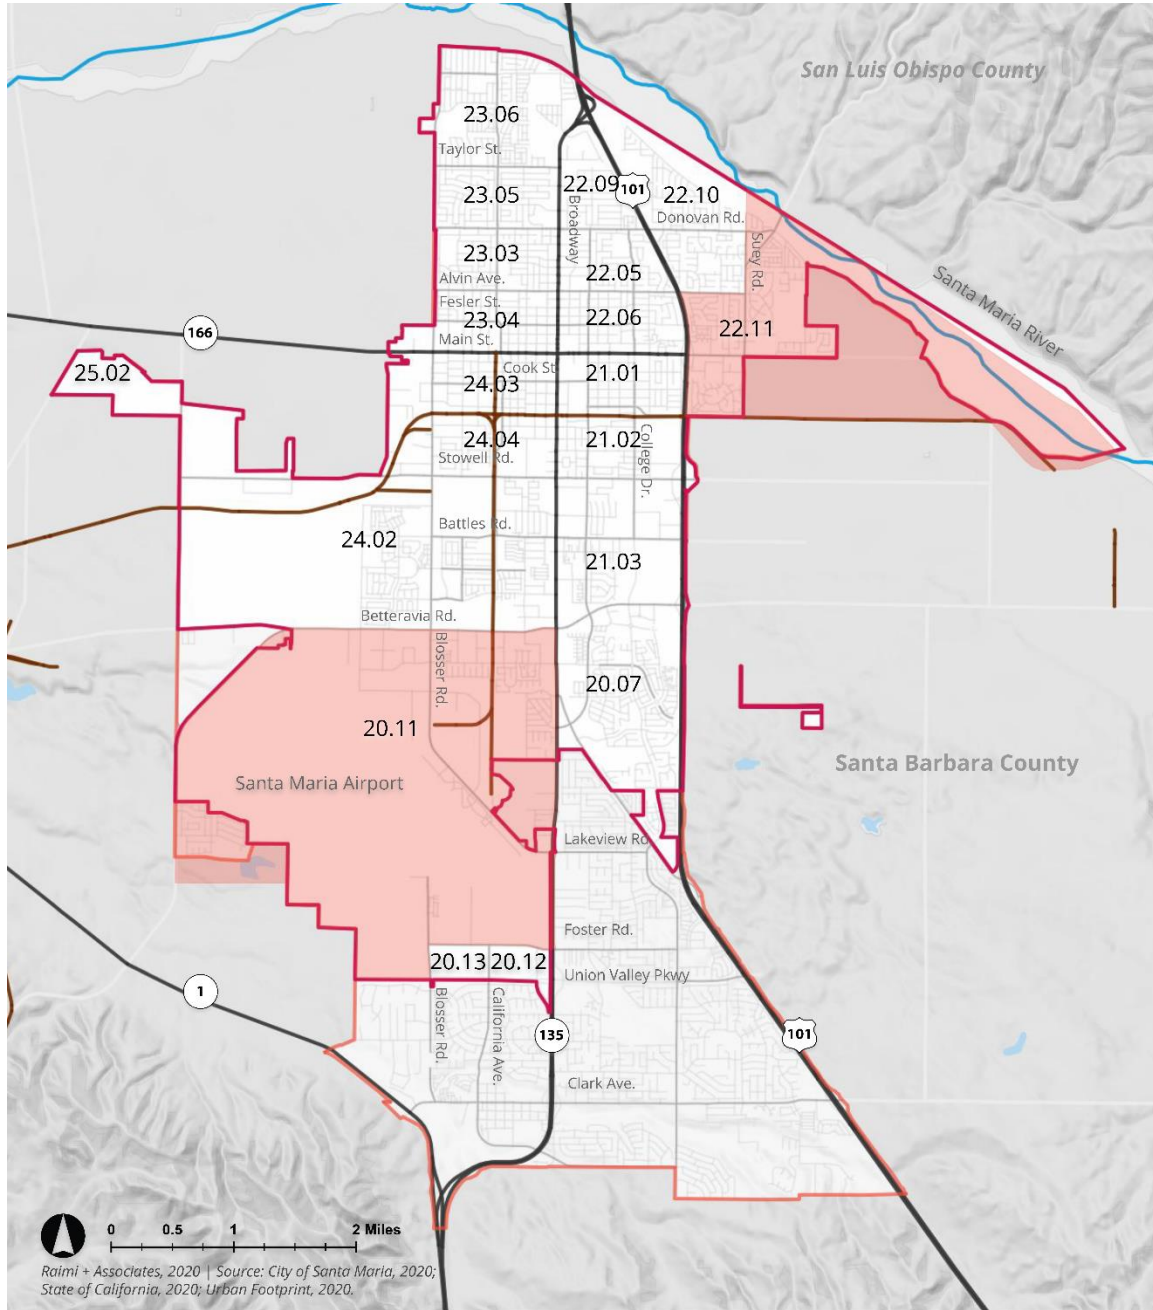 San Luis Obispo County
23.06
Taylor St.
23.05
22.09
101
22.10
Donovan Rd.
Broadway
Suey Rd.
23.03
Alvin Ave.
22.05
Santa Maria River
Fesler St.
23.04
22.06
22.11
Main St.
166
25.02
Cook St
24.03
21.01
24.04
21.02
College Dr.
Stowell Rd.
Battles Rd.
24.02
21.03
Betteravia Rd.
Blosser Rd.
20.07
20.11
Santa Maria Airport
Santa Barbara County
Lakeview Rd
Foster Rd.
20.13
20.12
Union Valley Pkwy
1
Blosser Rd.
California Ave.
135
101
Clark Ave.
0 0.5 1 2 Miles
Raimi + Associates, 2020 | Source: City of Santa Maria, 2020;
State of California, 2020; Urban Footprint, 2020.